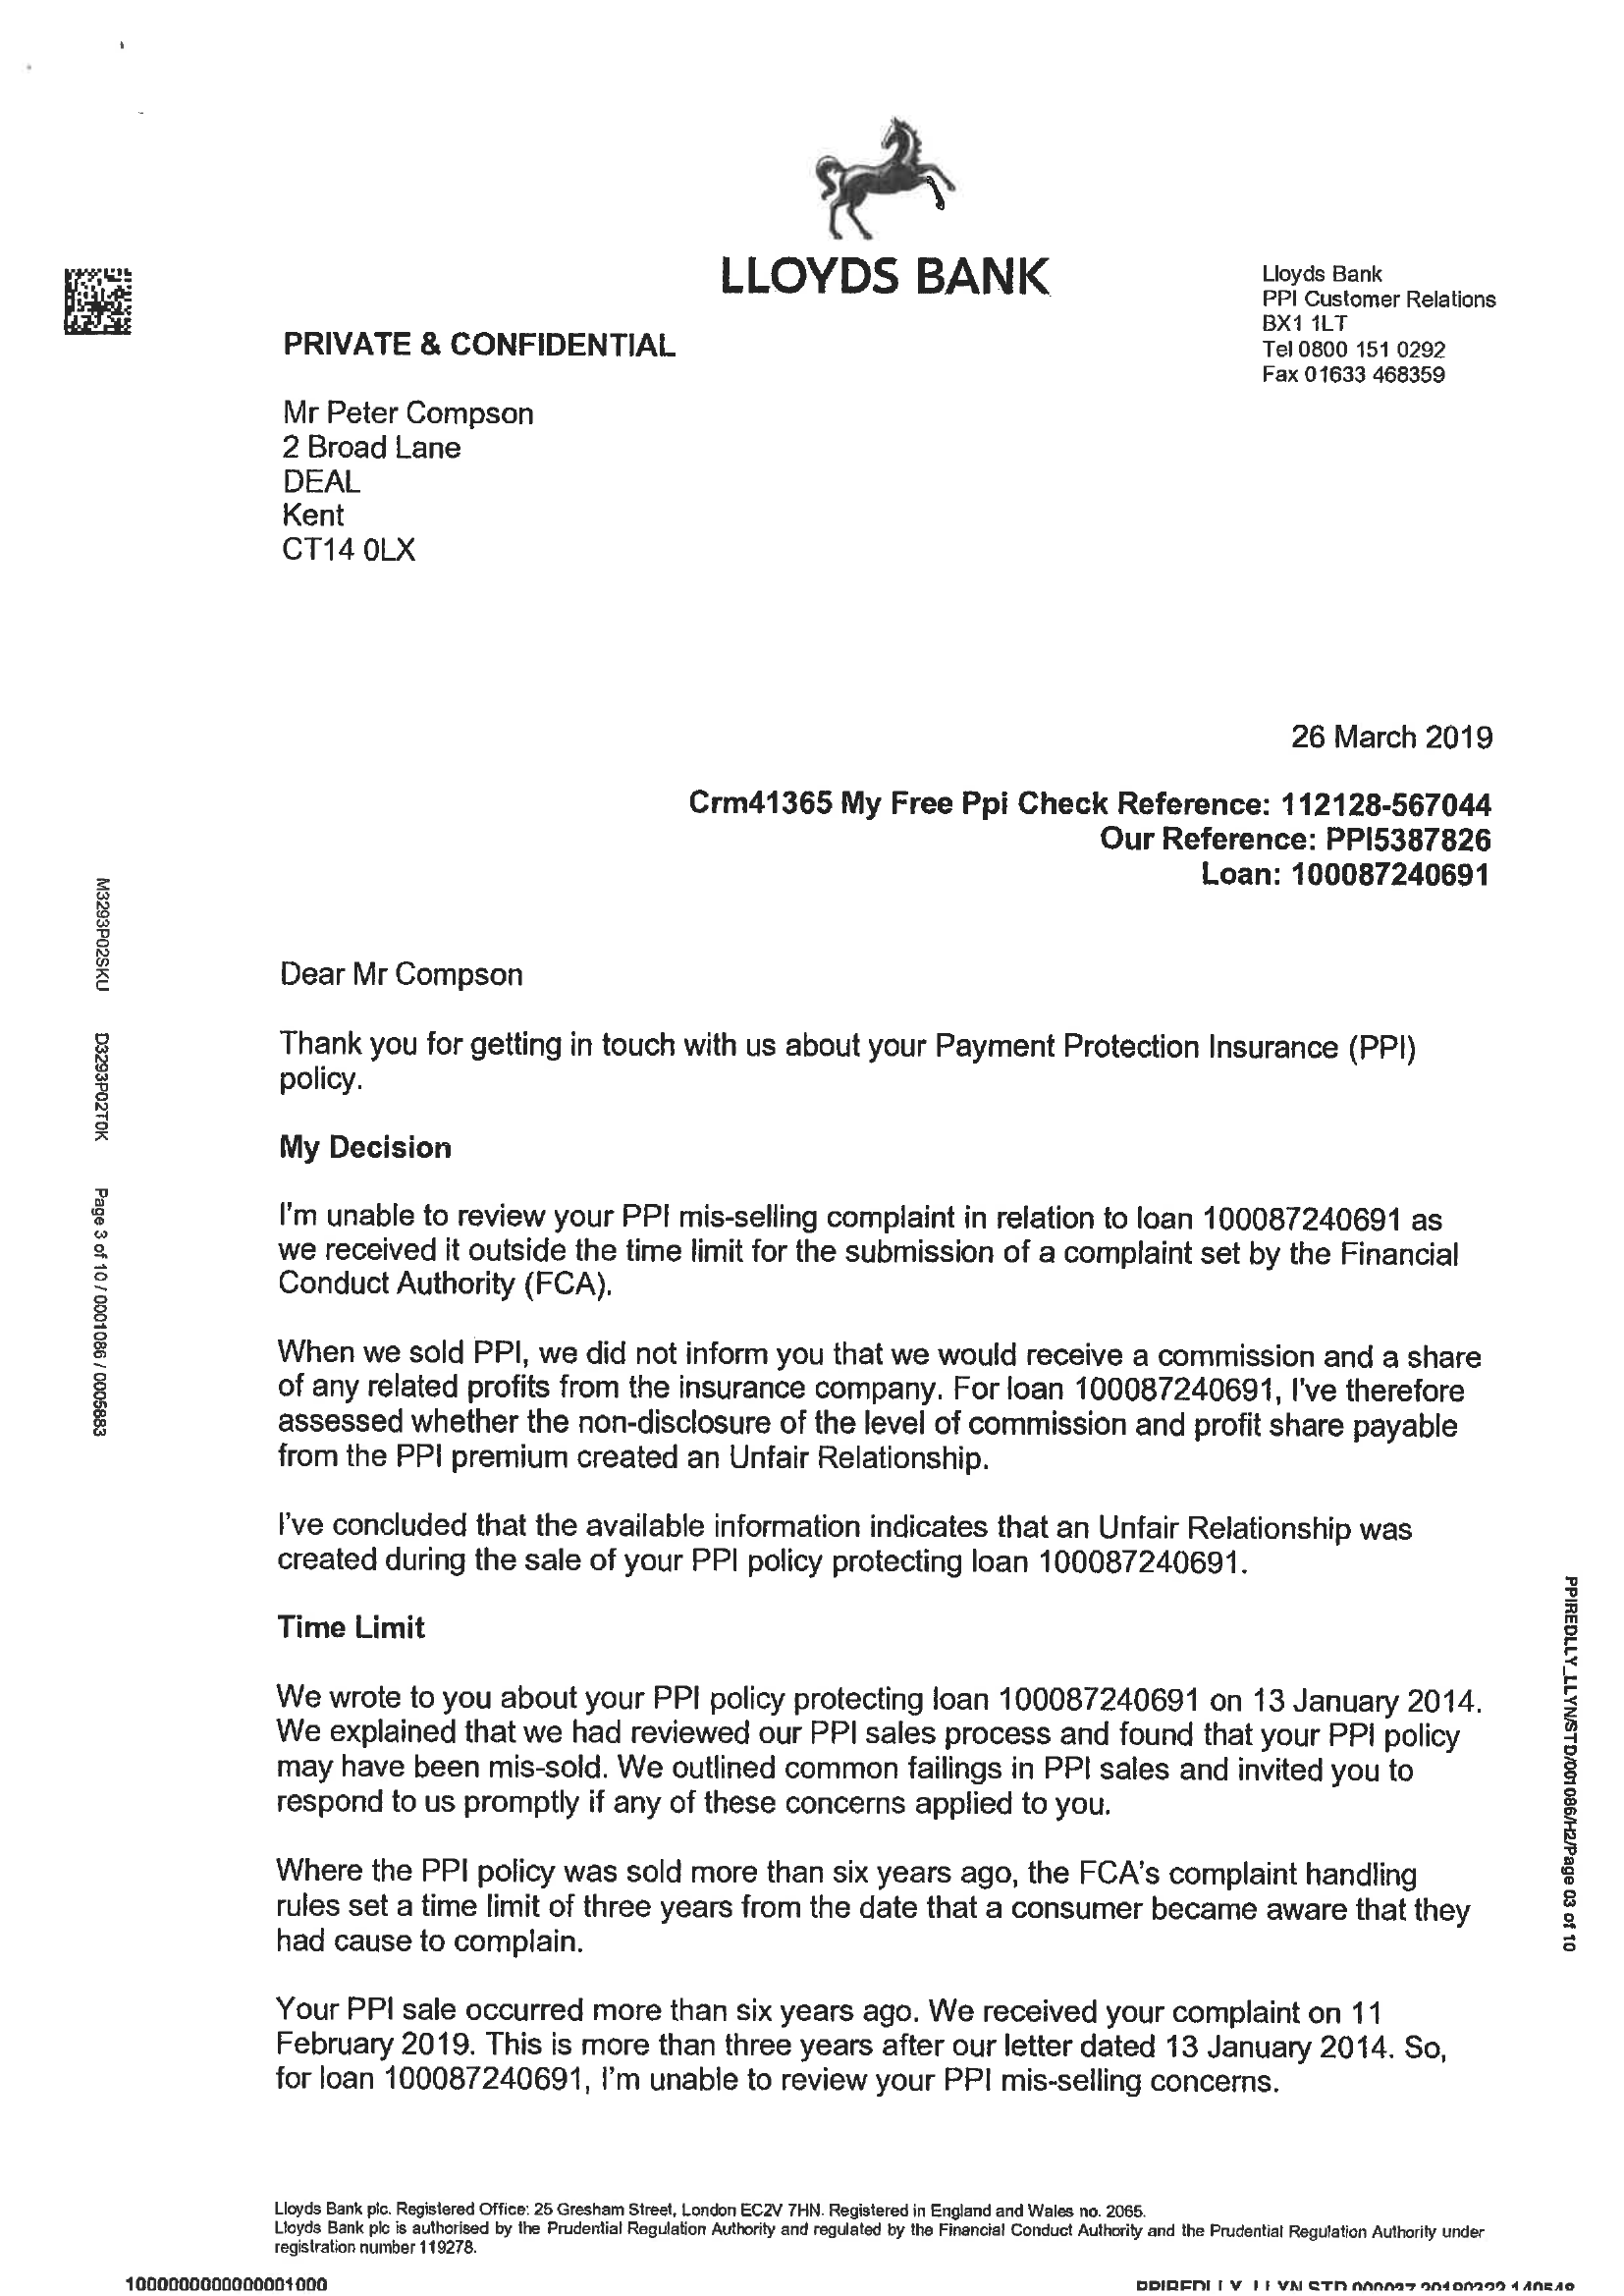 LLOYDS BANK
Lloyds Bank
PPI Customer Relations
BX1 1LT
Tel 0800 151 0292
Fax 01633 468359
PRIVATE & CONFIDENTIAL
Mr Peter Compson
2 Broad Lane
DEAL
Kent
CT14 0LX
26 March 2019
Crm41365 My Free Ppi Check Reference: 112128-567044
Our Reference: PPI5387826
Loan: 100087240691
M3293P02SKU D3293P02T0K Page 3 of 10 / 0001086 / 0005883
Dear Mr Compson
Thank you for getting in touch with us about your Payment Protection Insurance (PPI)
policy.
My Decision
I'm unable to review your PPI mis-selling complaint in relation to loan 100087240691 as
we received it outside the time limit for the submission of a complaint set by the Financial
Conduct Authority (FCA).
When we sold PPI, we did not inform you that we would receive a commission and a share
of any related profits from the insurance company. For loan 100087240691, I've therefore
assessed whether the non-disclosure of the level of commission and profit share payable
from the PPI premium created an Unfair Relationship.
I've concluded that the available information indicates that an Unfair Relationship was
created during the sale of your PPI policy protecting loan 100087240691.
Time Limit
We wrote to you about your PPI policy protecting loan 100087240691 on 13 January 2014.
We explained that we had reviewed our PPI sales process and found that your PPI policy
may have been mis-sold. We outlined common failings in PPI sales and invited you to
respond to us promptly if any of these concerns applied to you.
Where the PPI policy was sold more than six years ago, the FCA's complaint handling
rules set a time limit of three years from the date that a consumer became aware that they
had cause to complain.
Your PPI sale occurred more than six years ago. We received your complaint on 11
February 2019. This is more than three years after our letter dated 13 January 2014. So,
for loan 100087240691, I'm unable to review your PPI mis-selling concerns.
PPIREDLLY_LLYN/STD/001086/H2/Page 03 of 10
Lloyds Bank plc. Registered Office: 25 Gresham Street, London EC2V 7HN. Registered in England and Wales no. 2065.
Lloyds Bank plc is authorised by the Prudential Regulation Authority and regulated by the Financial Conduct Authority and the Prudential Regulation Authority under
registration number 119278.
1000000000000001000